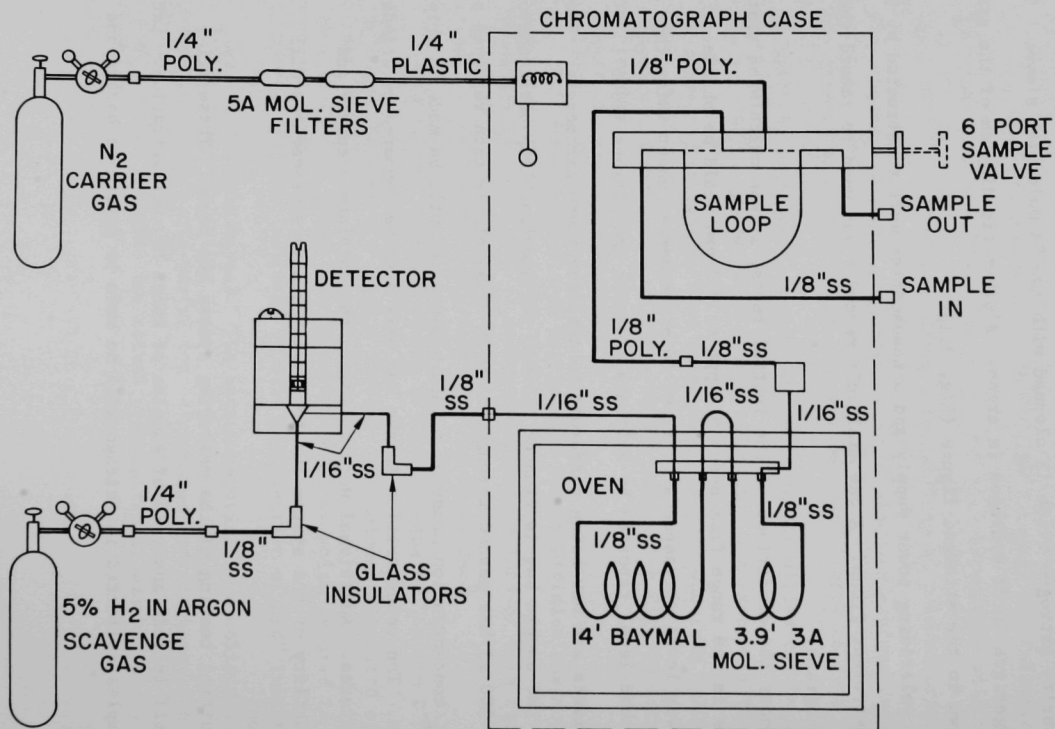 CHROMATOGRAPH CASE
1/4"
POLY.
1/4"
PLASTIC
1/8" POLY.
5A MOL. SIEVE
FILTERS
N2
CARRIER
GAS
6 PORT
SAMPLE
VALVE
SAMPLE
LOOP
SAMPLE
OUT
1/8" SS
SAMPLE
IN
DETECTOR
1/8"
POLY.
1/8" SS
1/8"
SS
1/16" SS
1/16" SS
1/16" SS
1/16" SS
OVEN
1/8" SS
1/8" SS
1/4"
POLY.
1/8"
SS
GLASS
INSULATORS
5% H2 IN ARGON
SCAVENGE
GAS
14' BAYMAL
3.9' 3A
MOL. SIEVE